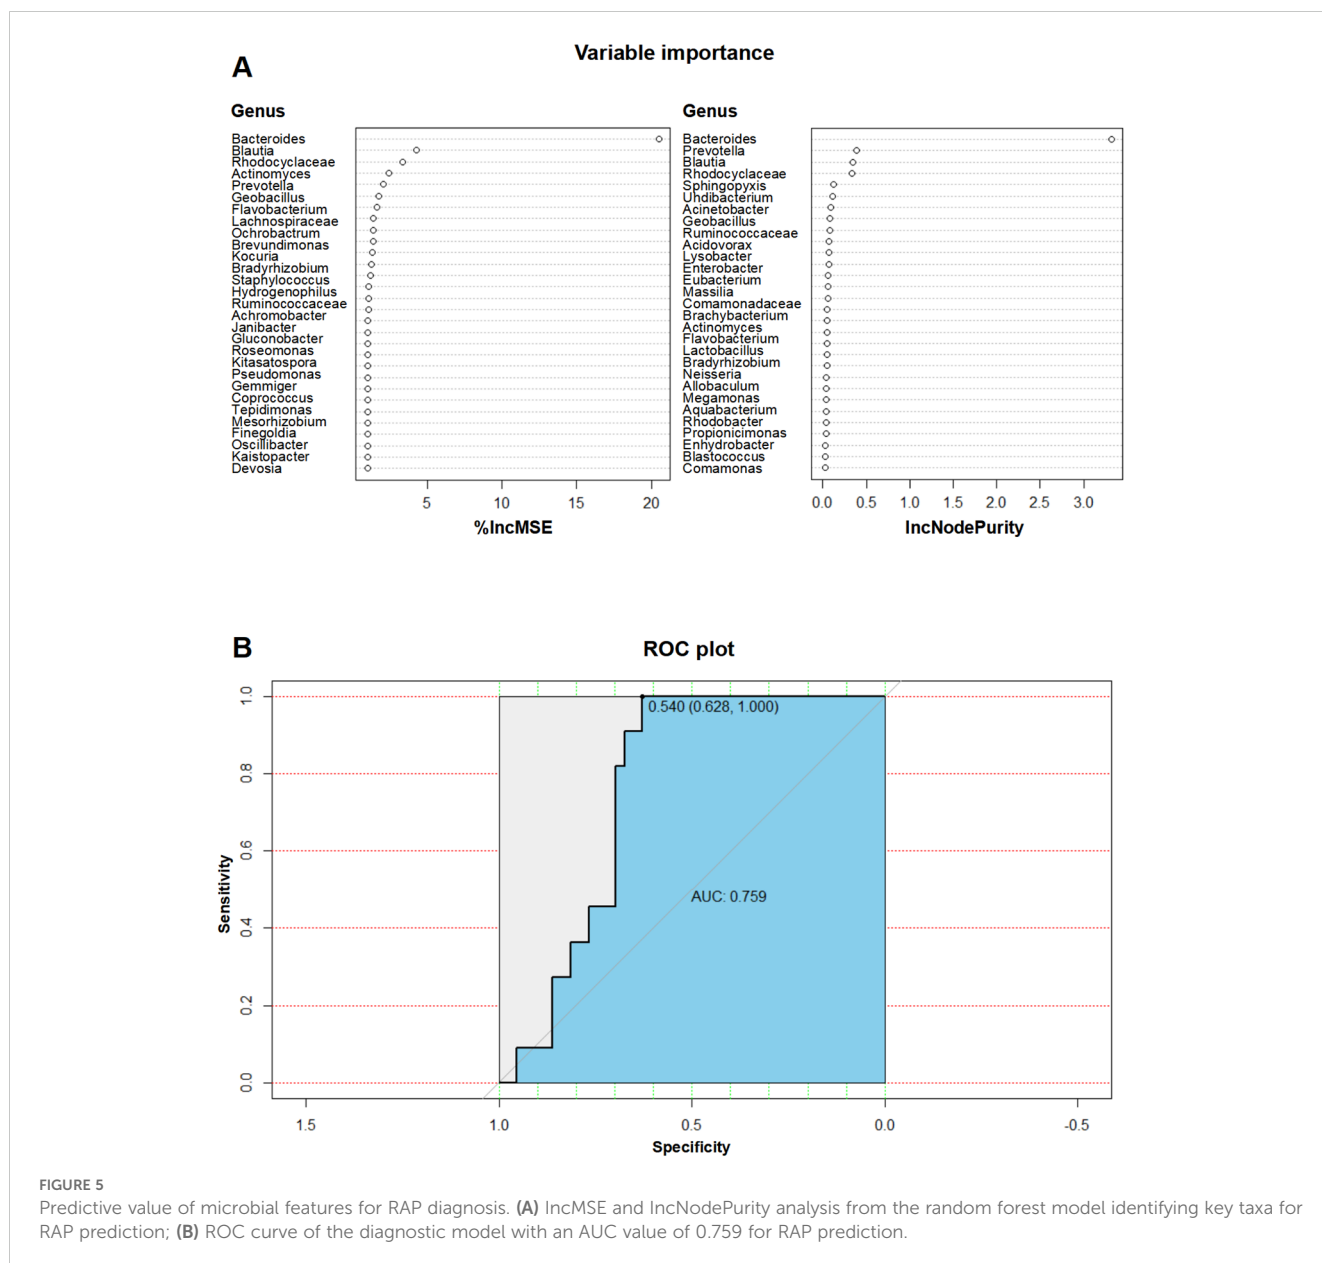 Variable importance
A
Genus
Bacteroides
Blautia
Rhodocyclaceae
Actinomyces
Prevotella
Geobacillus
Flavobacterium
Lachnospiraceae
Ochrobactrum
Brevundimonas
Kocuria
Bradyrhizobium
Staphylococcus
Hydrogenophilus
Ruminococcaceae
Achromobacter
Janibacter
Gluconobacter
Roseomonas
Kitasatospora
Pseudomonas
Gemmiger
Coprococcus
Tepidimonas
Mesorhizobium
Finegoldia
Oscillibacter
Kaistopacter
Devosia
5 10 15 20
%IncMSE
Genus
Bacteroides
Prevotella
Blautia
Rhodocyclaceae
Sphingopyxis
Uhdibacterium
Acinetobacter
Geobacillus
Ruminococcaceae
Acidovorax
Lysobacter
Enterobacter
Eubacterium
Massilia
Comamonadaceae
Brachybacterium
Actinomyces
Flavobacterium
Lactobacillus
Bradyrhizobium
Neisseria
Allobaculum
Megamonas
Aquabacterium
Rhodobacter
Propionicimonas
Enhydrobacter
Blastococcus
Comamonas
0.0 0.5 1.0 1.5 2.0 2.5 3.0
IncNodePurity
B
ROC plot
Sensitivity
1.0
0.8
0.6
0.4
0.2
0.0
0.540 (0.628, 1.000)
AUC: 0.759
1.5 1.0 0.5 0.0 -0.5
Specificity
FIGURE 5
Predictive value of microbial features for RAP diagnosis. (A) IncMSE and IncNodePurity analysis from the random forest model identifying key taxa for
RAP prediction; (B) ROC curve of the diagnostic model with an AUC value of 0.759 for RAP prediction.